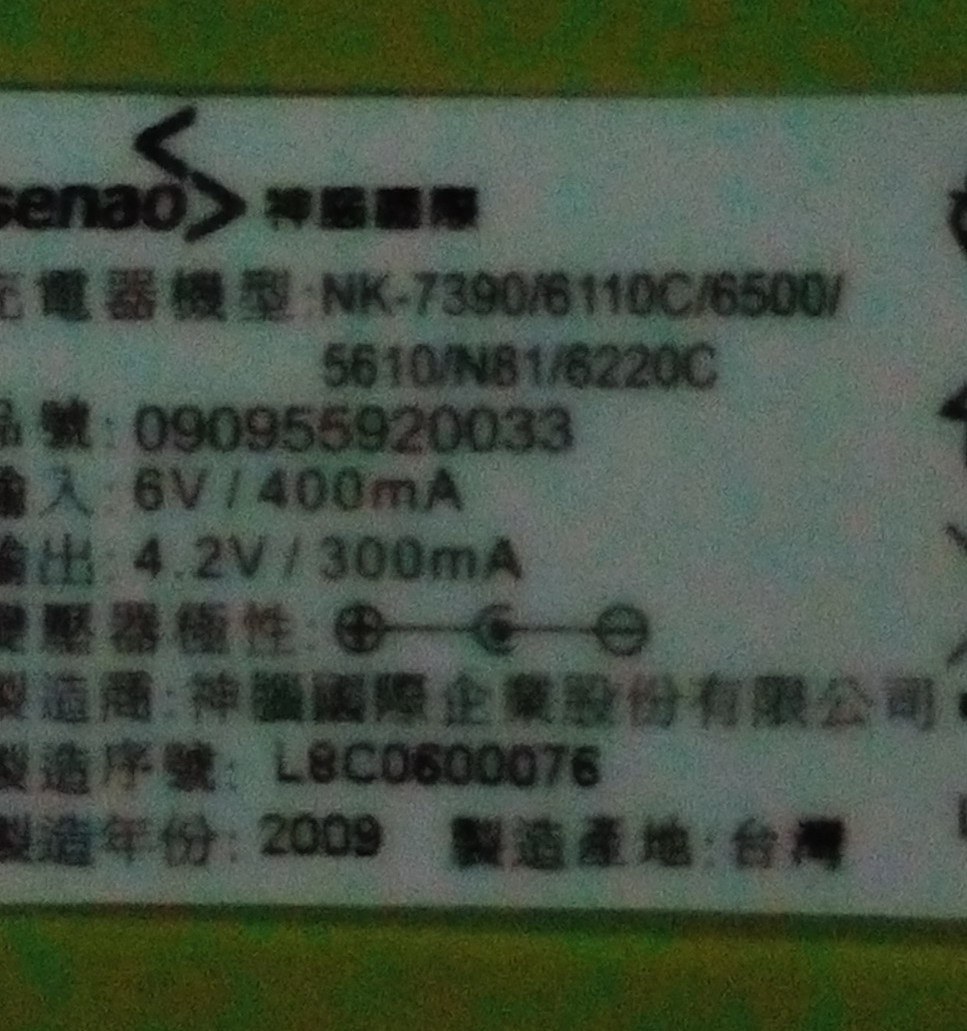 senao 神腦國際
充電器機型:NK-7390/6110C/6500/
5610/N81/6220C
品號:090955920033
輸入:6V / 400mA
輸出:4.2V / 300mA
變壓器極性:
製造商:神腦國際企業股份有限公司
製造序號: L8C0600076
製造年份: 2009 製造產地:台灣